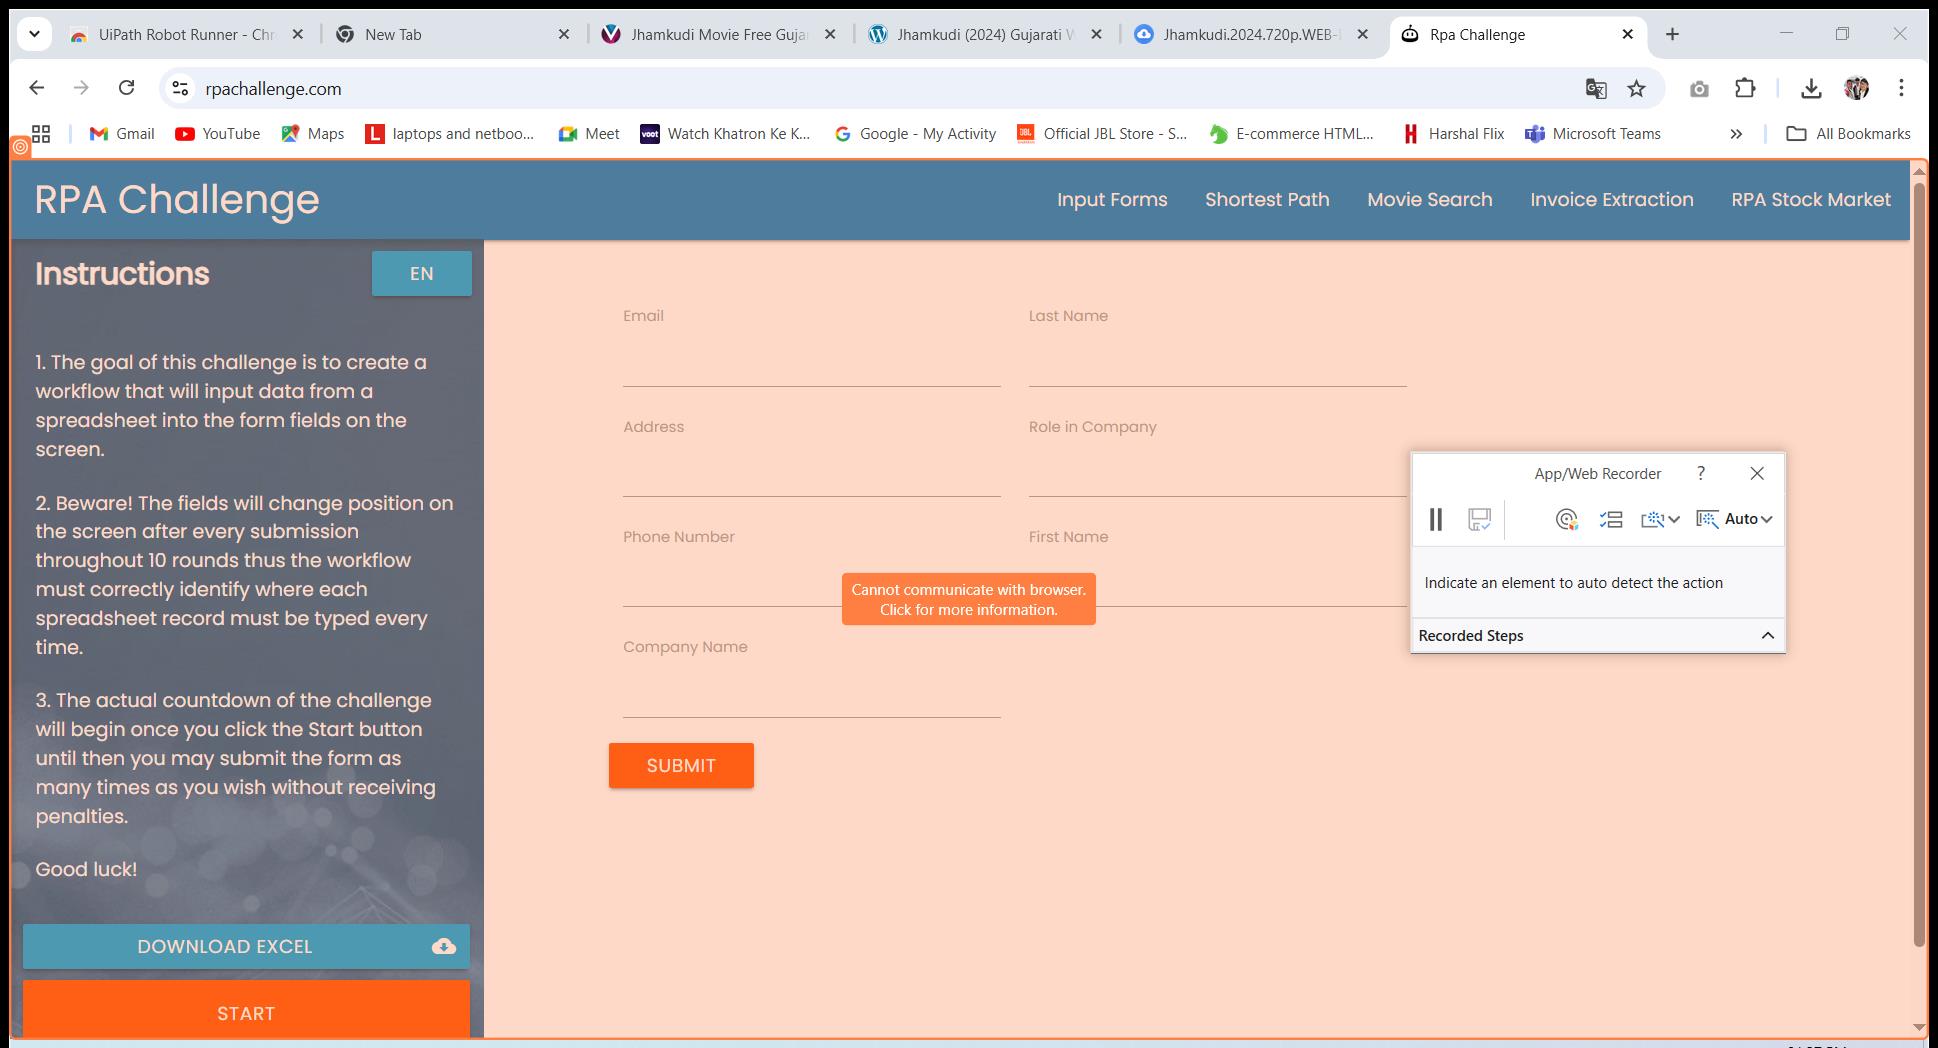 UiPath Robot Runner - Chr
New Tab
Jhamkudi Movie Free Guja
Jhamkudi (2024) Gujarati W
Jhamkudi.2024.720p.WEB-
Rpa Challenge
rpachallenge.com
Gmail
YouTube
Maps
laptops and netboo...
Meet
voot
Watch Khatron Ke K...
Google - My Activity
JBL
Official JBL Store - S...
E-commerce HTML...
Harshal Flix
Microsoft Teams
All Bookmarks
RPA Challenge
Input Forms
Shortest Path
Movie Search
Invoice Extraction
RPA Stock Market
Instructions
EN
1. The goal of this challenge is to create a
workflow that will input data from a
spreadsheet into the form fields on the
screen.
2. Beware! The fields will change position on
the screen after every submission
throughout 10 rounds thus the workflow
must correctly identify where each
spreadsheet record must be typed every
time.
3. The actual countdown of the challenge
will begin once you click the Start button
until then you may submit the form as
many times as you wish without receiving
penalties.
Good luck!
DOWNLOAD EXCEL
START
Email
Last Name
Address
Role in Company
Phone Number
First Name
Cannot communicate with browser.
Click for more information.
Company Name
SUBMIT
App/Web Recorder
?
Auto
Indicate an element to auto detect the action
Recorded Steps